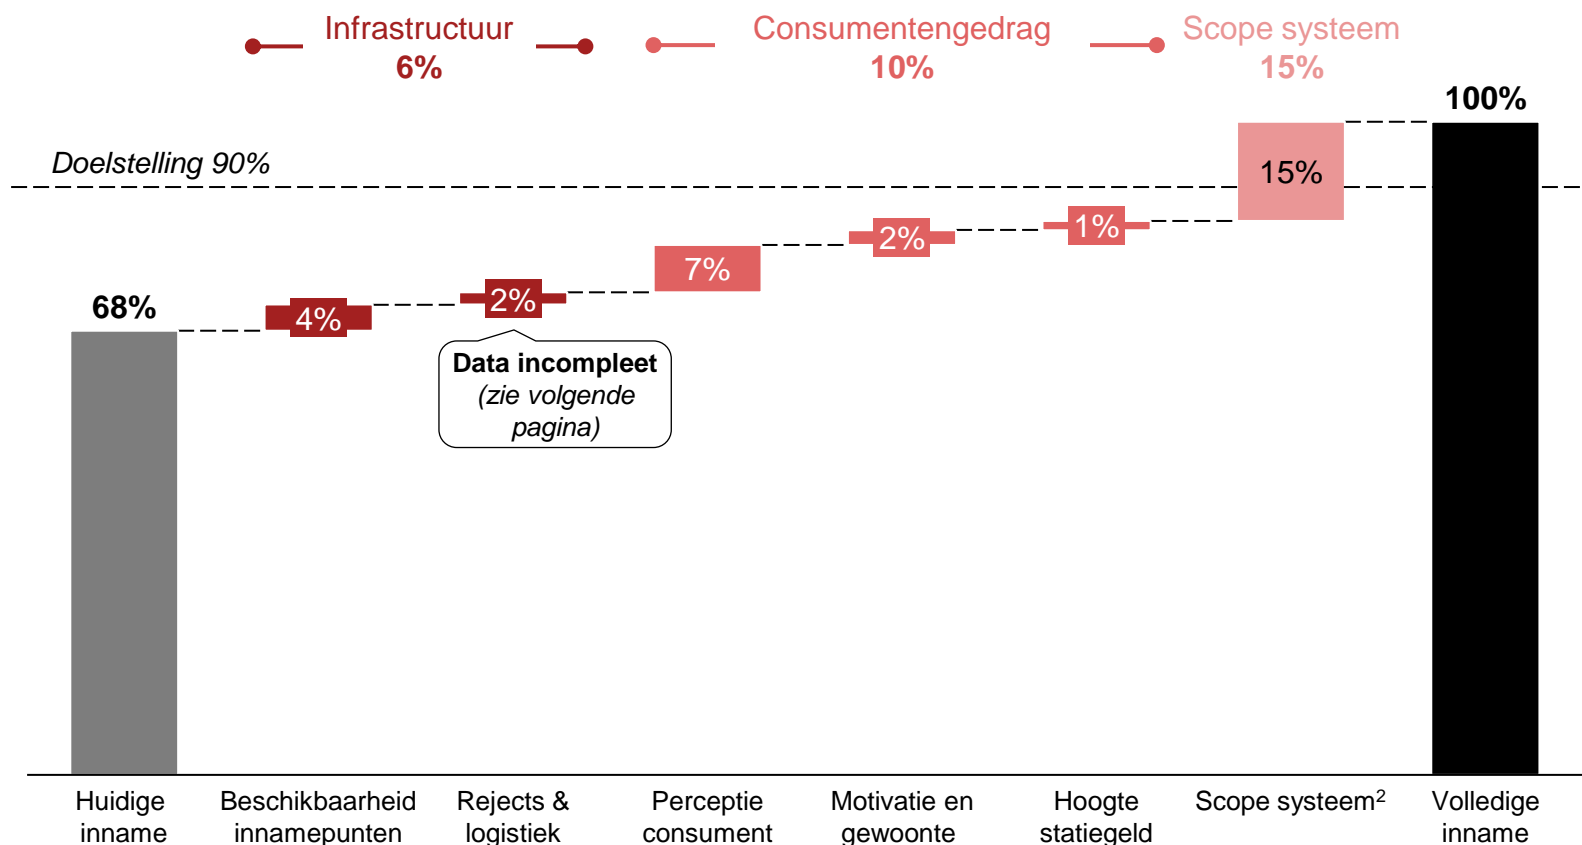 Infrastructuur
6%
Consumentengedrag
10%
Scope systeem
15%
100%
Doelstelling 90%
15%
1%
2%
7%
2%
4%
68%
Data incompleet
(zie volgende
pagina)
Huidige
inname
Beschikbaarheid
innamepunten
Rejects &
logistiek
Perceptie
consument
Motivatie en
gewoonte
Hoogte
statiegeld
Scope systeem²
Volledige
inname